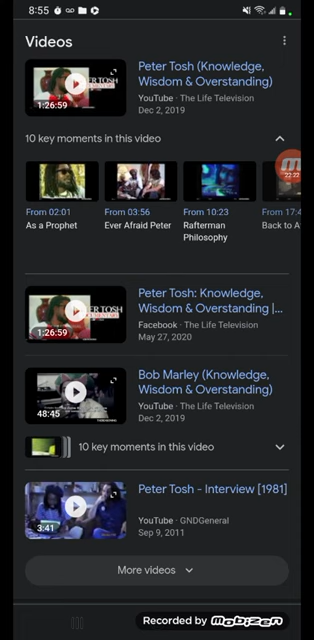 8:55
Videos
Peter Tosh (Knowledge,
Wisdom & Overstanding)
YouTube · The Life Television
Dec 2, 2019
1:26:59
10 key moments in this video
22:22
From 02:01
As a Prophet
From 03:56
Ever Afraid Peter
From 10:23
Rafterman
Philosophy
From 17:4
Back to A
Peter Tosh: Knowledge,
Wisdom & Overstanding |...
Facebook · The Life Television
May 27, 2020
1:26:59
Bob Marley (Knowledge,
Wisdom & Overstanding)
YouTube · The Life Television
Dec 2, 2019
48:45
10 key moments in this video
Peter Tosh - Interview [1981]
YouTube · GNDGeneral
Sep 9, 2011
3:41
More videos
Recorded by Mobizen